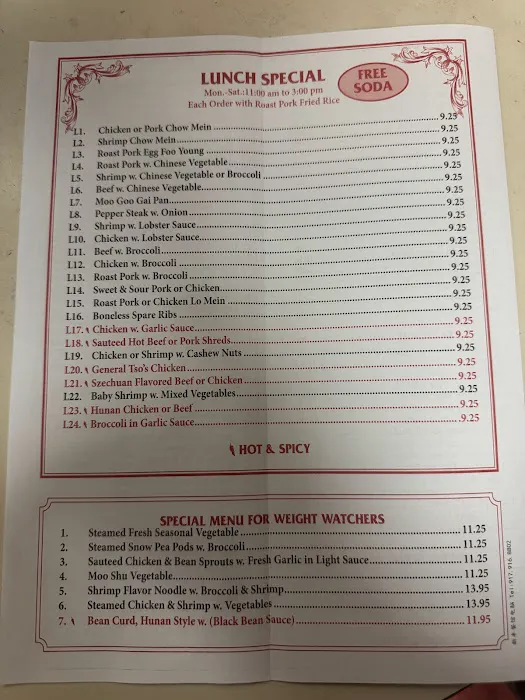 LUNCH SPECIAL
Mon.-Sat.:11:00 am to 3:00 pm
Each Order with Roast Pork Fried Rice
FREE
SODA
L1. Chicken or Pork Chow Mein 9.25
L2. Shrimp Chow Mein 9.25
L3. Roast Pork Egg Foo Young 9.25
L4. Roast Pork w. Chinese Vegetable 9.25
L5. Shrimp w. Chinese Vegetable or Broccoli 9.25
L6. Beef w. Chinese Vegetable 9.25
L7. Moo Goo Gai Pan 9.25
L8. Pepper Steak w. Onion 9.25
L9. Shrimp w. Lobster Sauce 9.25
L10. Chicken w. Lobster Sauce 9.25
L11. Beef w. Broccoli 9.25
L12. Chicken w. Broccoli 9.25
L13. Roast Pork w. Broccoli 9.25
L14. Sweet & Sour Pork or Chicken 9.25
L15. Roast Pork or Chicken Lo Mein 9.25
L16. Boneless Spare Ribs 9.25
L17. Chicken w. Garlic Sauce 9.25
L18. Sauteed Hot Beef or Pork Shreds 9.25
L19. Chicken or Shrimp w. Cashew Nuts 9.25
L20. General Tso's Chicken 9.25
L21. Szechuan Flavored Beef or Chicken 9.25
L22. Baby Shrimp w. Mixed Vegetables 9.25
L23. Hunan Chicken or Beef 9.25
L24. Broccoli in Garlic Sauce 9.25
HOT & SPICY
SPECIAL MENU FOR WEIGHT WATCHERS
1. Steamed Fresh Seasonal Vegetable 11.25
2. Steamed Snow Pea Pods w. Broccoli 11.25
3. Sauteed Chicken & Bean Sprouts w. Fresh Garlic in Light Sauce 11.25
4. Moo Shu Vegetable 11.25
5. Shrimp Flavor Noodle w. Broccoli & Shrimp 13.95
6. Steamed Chicken & Shrimp w. Vegetables 13.95
7. Bean Curd, Hunan Style w. (Black Bean Sauce) 11.95
Tel: 917. 916. 8802